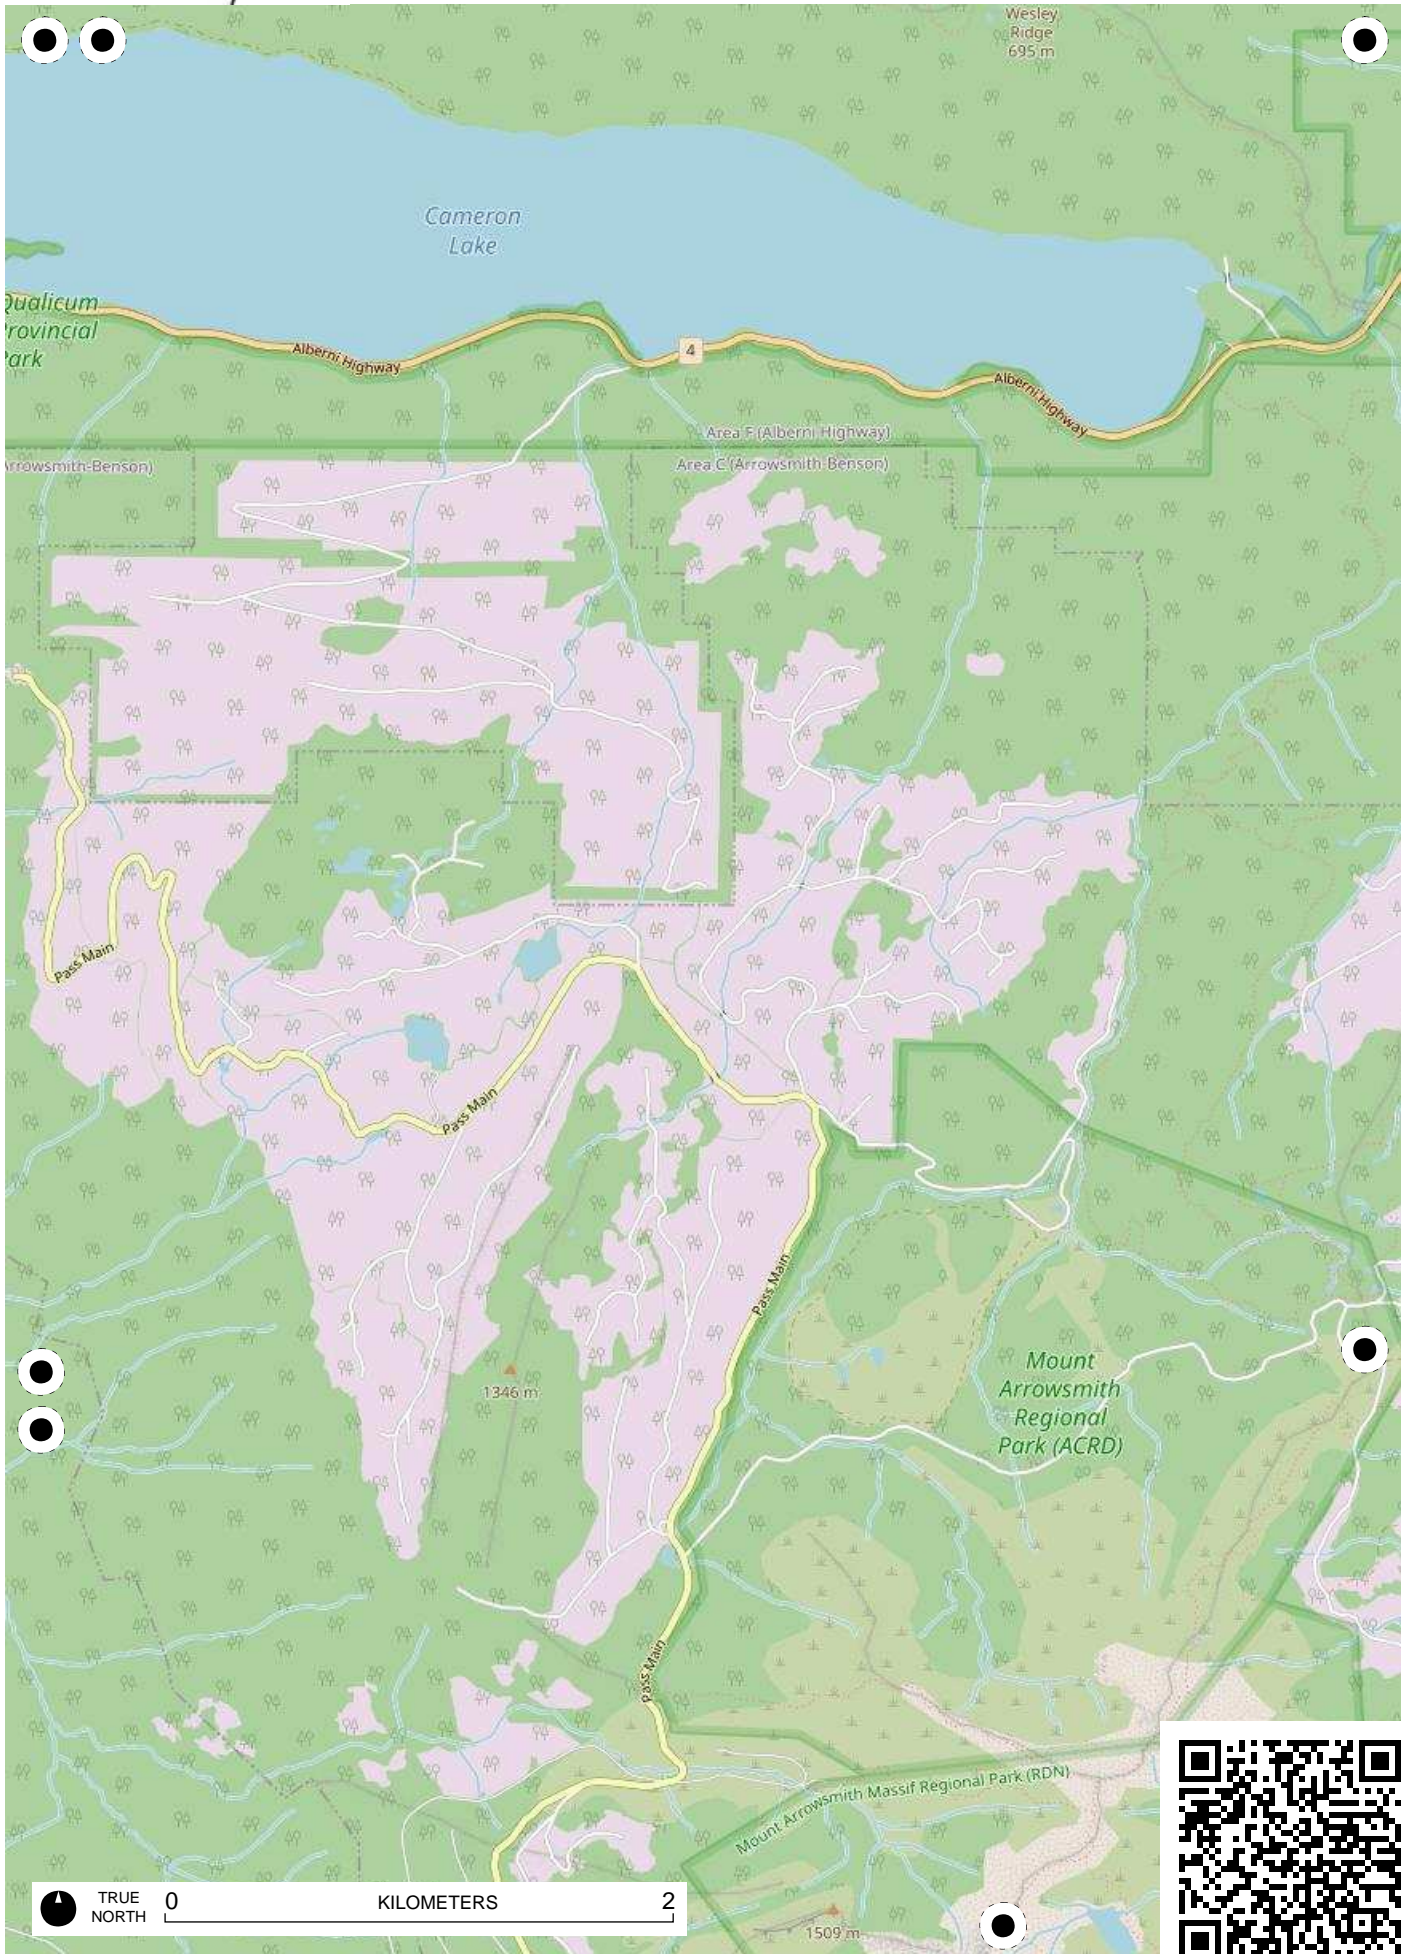 Wesley
Ridge
695 m
Cameron
Lake
Qualicum
Provincial
Park
Alberni Highway
4
Alberni Highway
Area F (Alberni Highway)
Arrowsmith-Benson)
Area C (Arrowsmith-Benson)
Pass Main
Pass Main
Pass Main
1346 m
Mount
Arrowsmith
Regional
Park (ACRD)
Pass Main
Mount Arrowsmith Massif Regional Park (RDN)
TRUE
NORTH
0
KILOMETERS
2
1509 m